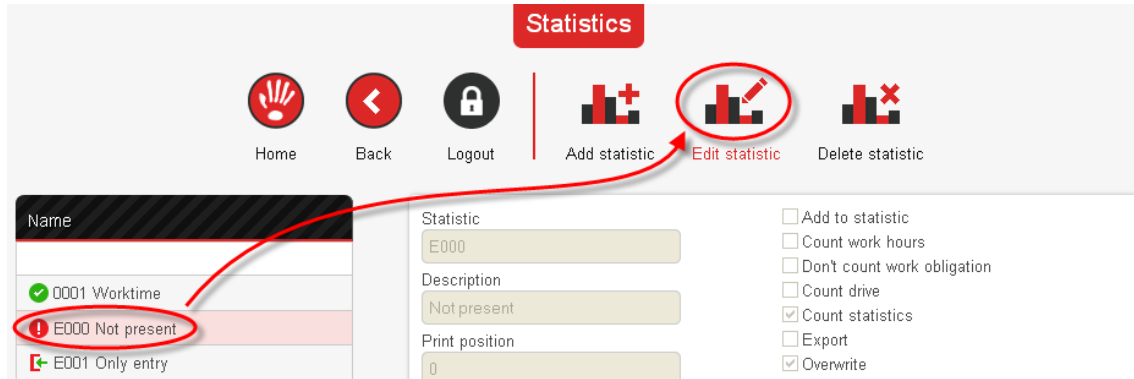 Statistics
Home
Back
Logout
Add statistic
Edit statistic
Delete statistic
Name
0001 Worktime
E000 Not present
E001 Only entry
Statistic
E000
Description
Not present
Print position
0
Add to statistic
Count work hours
Don't count work obligation
Count drive
Count statistics
Export
Overwrite